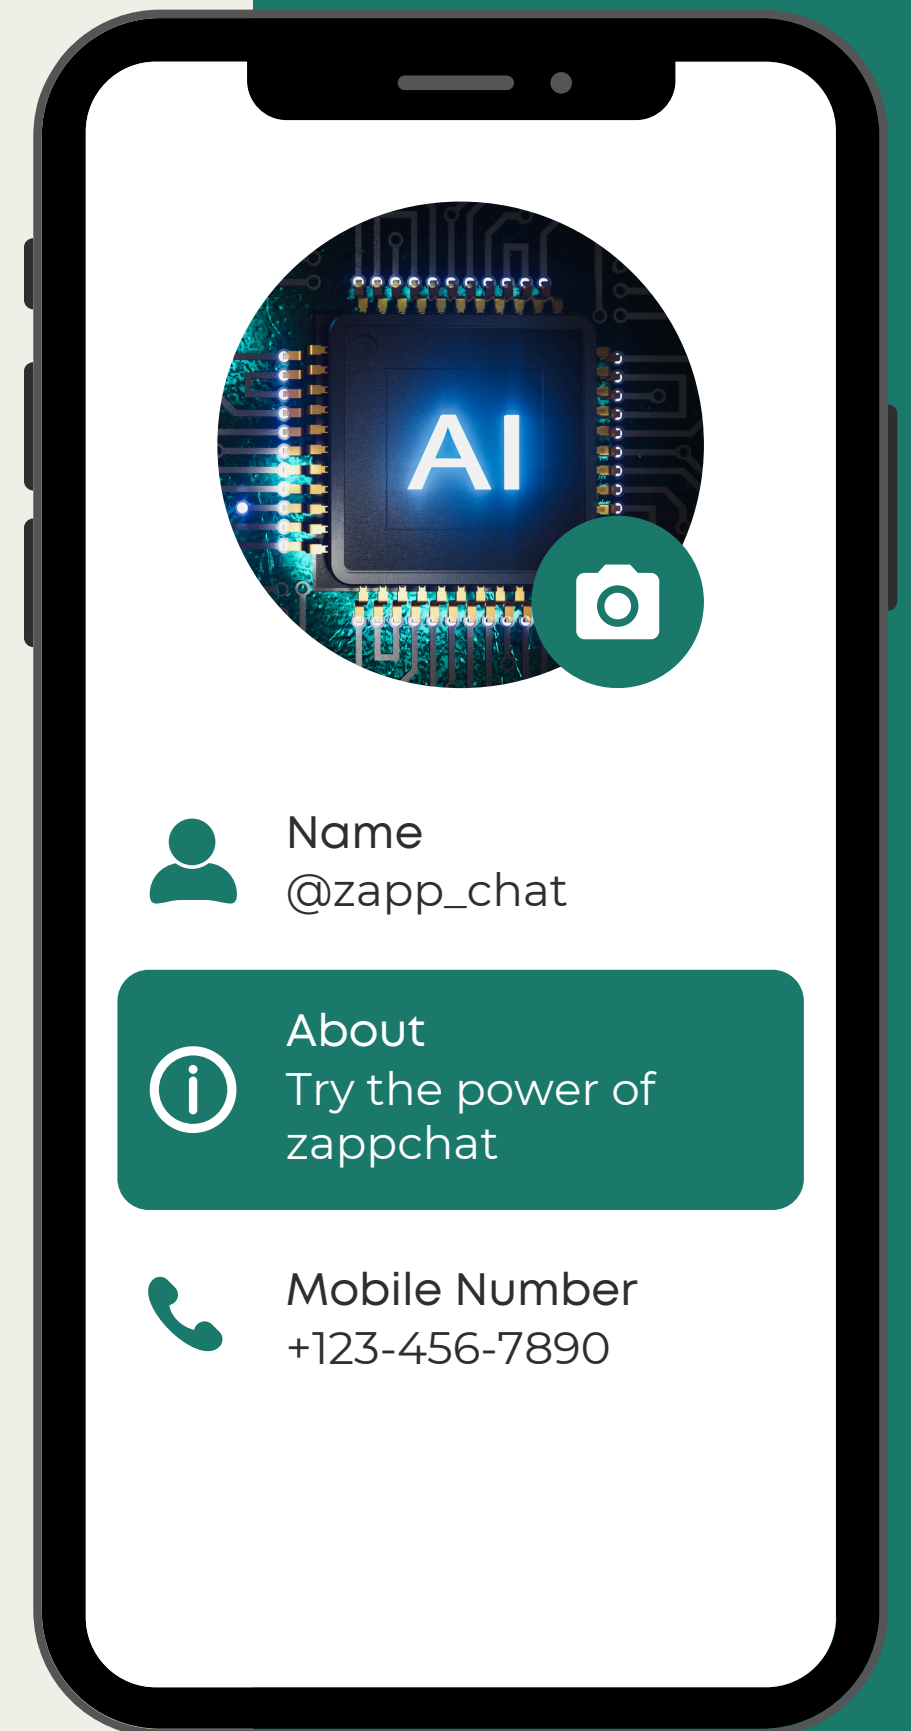 AI
Name
@zapp_chat
About
Try the power of
zappchat
Mobile Number
+123-456-7890